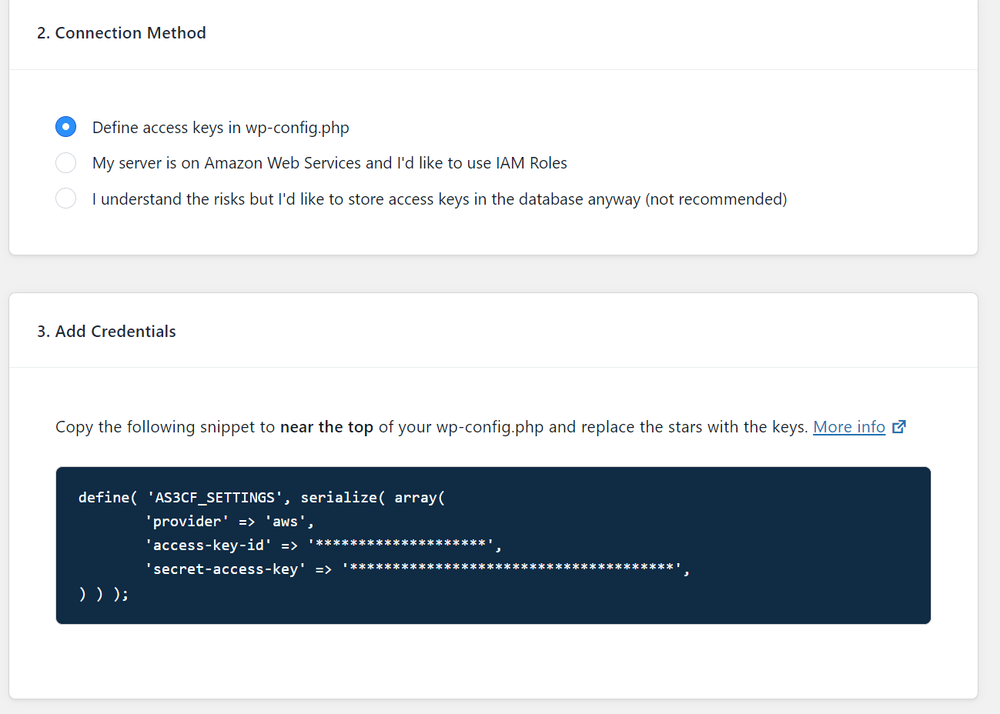 2. Connection Method
Define access keys in wp-config.php
My server is on Amazon Web Services and I'd like to use IAM Roles
I understand the risks but I'd like to store access keys in the database anyway (not recommended)
3. Add Credentials
Copy the following snippet to near the top of your wp-config.php and replace the stars with the keys. More info
define( 'AS3CF_SETTINGS', serialize( array(
'provider' => 'aws',
'access-key-id' => '********************',
'secret-access-key' => '**************************************',
) ) );